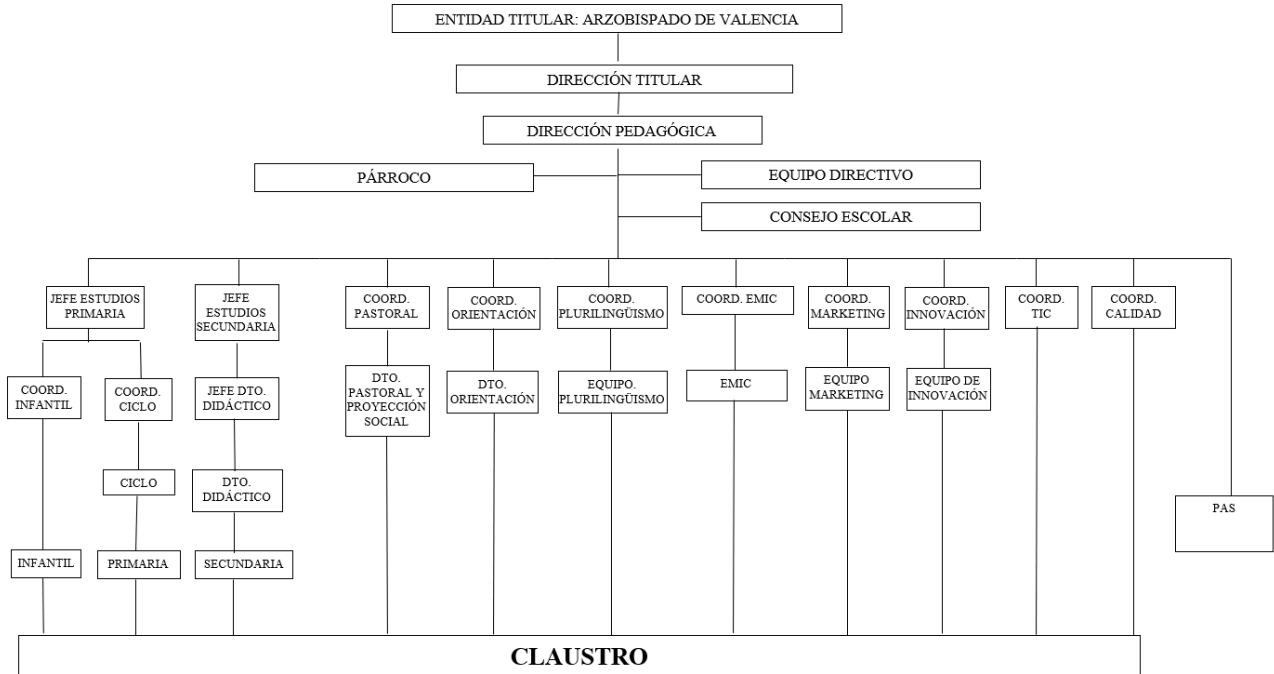 ENTIDAD TITULAR: ARZOBISPADO DE VALENCIA
DIRECCIÓN TITULAR
DIRECCIÓN PEDAGÓGICA
PÁRROCO
EQUIPO DIRECTIVO
CONSEJO ESCOLAR
JEFE ESTUDIOS
PRIMARIA
JEFE
ESTUDIOS
SECUNDARIA
COORD.
PASTORAL
COORD.
ORIENTACIÓN
COORD.
PLURILINGÜISMO
COORD. EMIC
COORD.
MARKETING
COORD.
INNOVACIÓN
COORD.
TIC
COORD.
CALIDAD
COORD.
INFANTIL
COORD.
CICLO
JEFE DTO.
DIDÁCTICO
DTO.
PASTORAL Y
PROYECCIÓN
SOCIAL
DTO.
ORIENTACIÓN
EQUIPO.
PLURILINGÜISMO
EMIC
EQUIPO
MARKETING
EQUIPO DE
INNOVACIÓN
CICLO
DTO.
DIDÁCTICO
PAS
INFANTIL
PRIMARIA
SECUNDARIA
CLAUSTRO